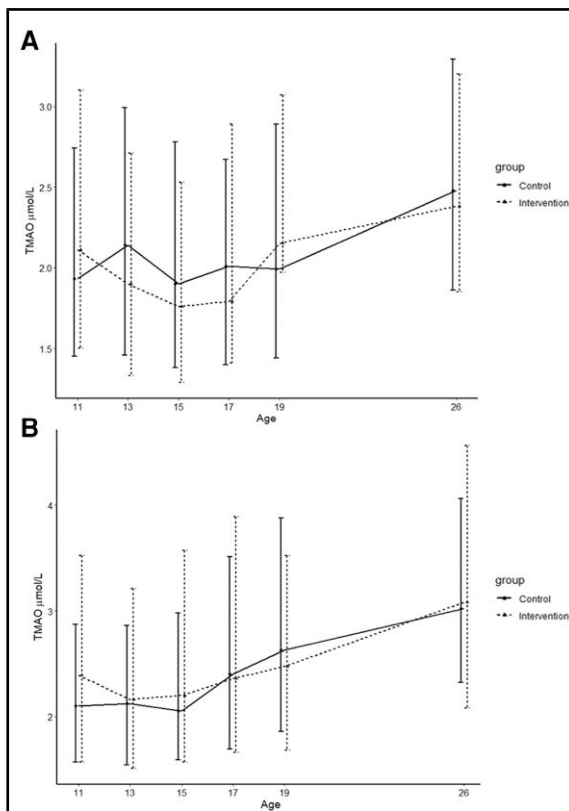 A
3.0
2.5
2.0
1.5
TMAO μmol/L
11 13 15 17 19 26
Age
group
Control
Intervention
B
4
3
2
TMAO μmol/L
11 13 15 17 19 26
Age
group
Control
Intervention